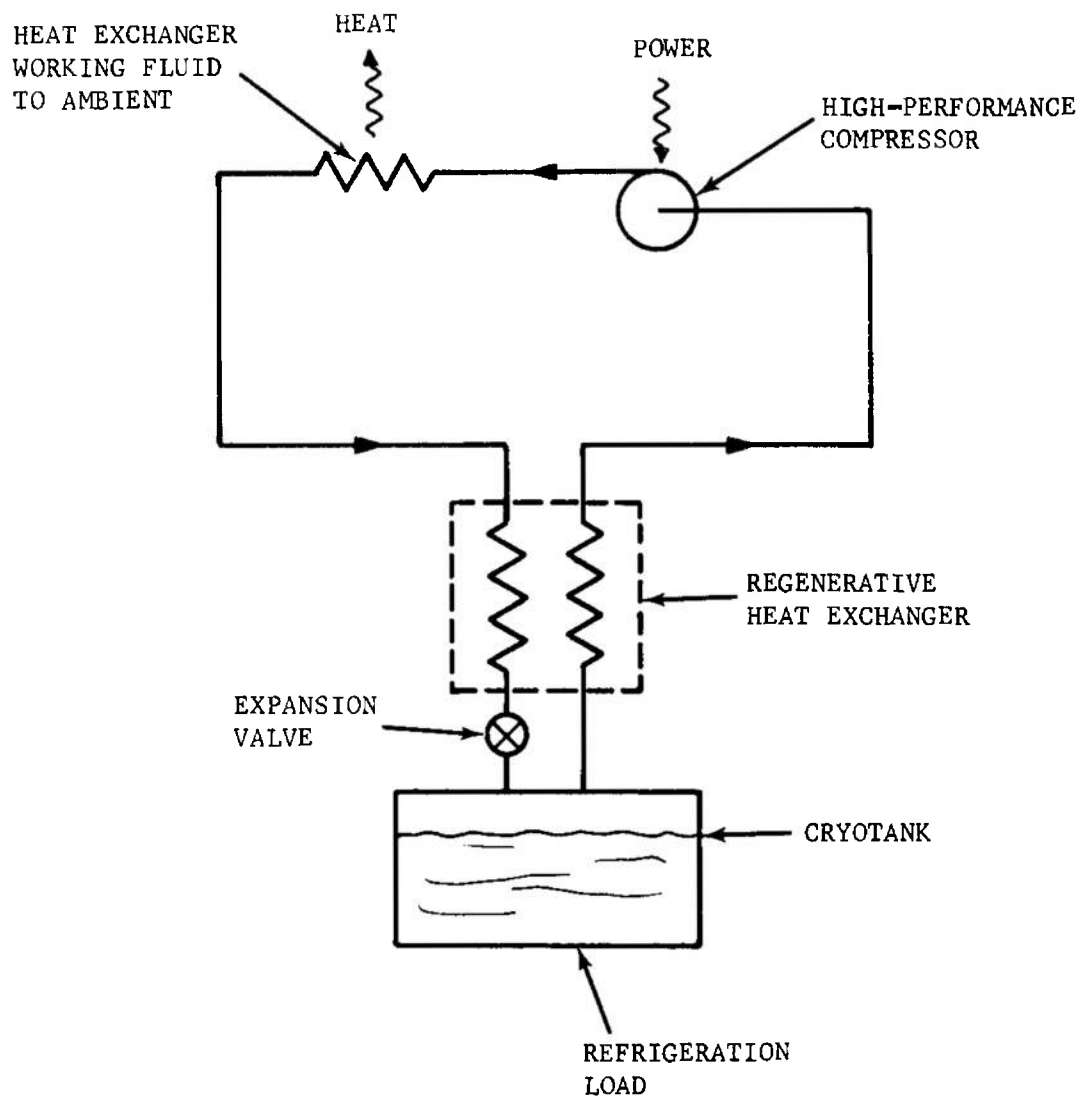 HEAT EXCHANGER
WORKING FLUID
TO AMBIENT
HEAT
POWER
HIGH-PERFORMANCE
COMPRESSOR
REGENERATIVE
HEAT EXCHANGER
EXPANSION
VALVE
CRYOTANK
REFRIGERATION
LOAD